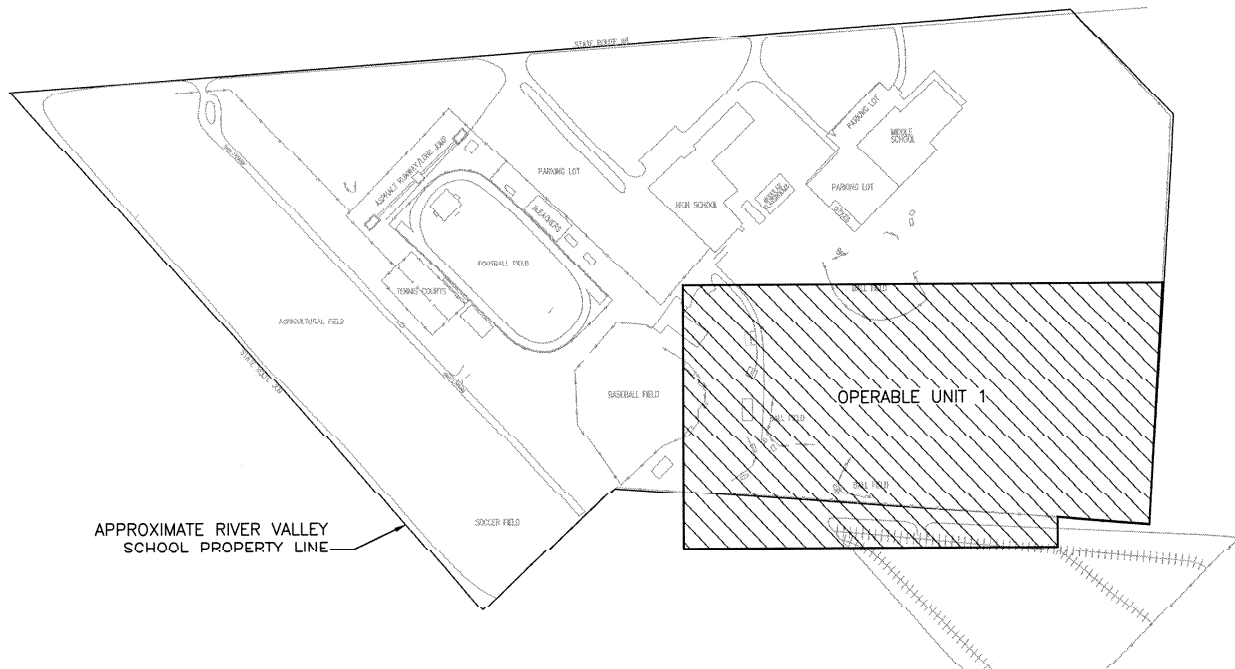 STATE ROUTE
PARKING LOT
MIDDLE
SCHOOL
ASPHALT RUNWAY/LONG JUMP
PARKING LOT
PARKING LOT
BLEACHERS
HIGH SCHOOL
FOOTBALL FIELD
TENNIS COURTS
BALL FIELD
AGRICULTURAL FIELD
STATE ROUTE
BASEBALL FIELD
OPERABLE UNIT 1
BALL FIELD
BALL FIELD
SOCCER FIELD
APPROXIMATE RIVER VALLEY
SCHOOL PROPERTY LINE